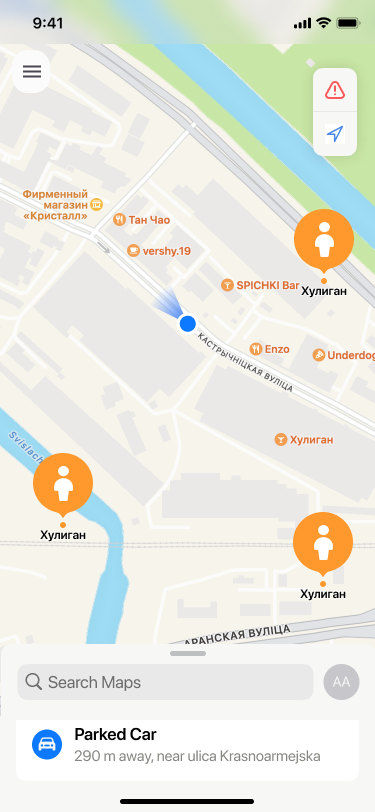 9:41
Фирменный
магазин
«Кристалл»
Тан Чао
vershy.19
SPICHKI Bar
Хулиган
КАСТРЫЧНІЦКАЯ ВУЛІЦА
Enzo
Underdog
Хулиган
Svislach
Хулиган
Хулиган
АРАНСКАЯ ВУЛІЦА
Search Maps
AA
Parked Car
290 m away, near ulica Krasnoarmejska